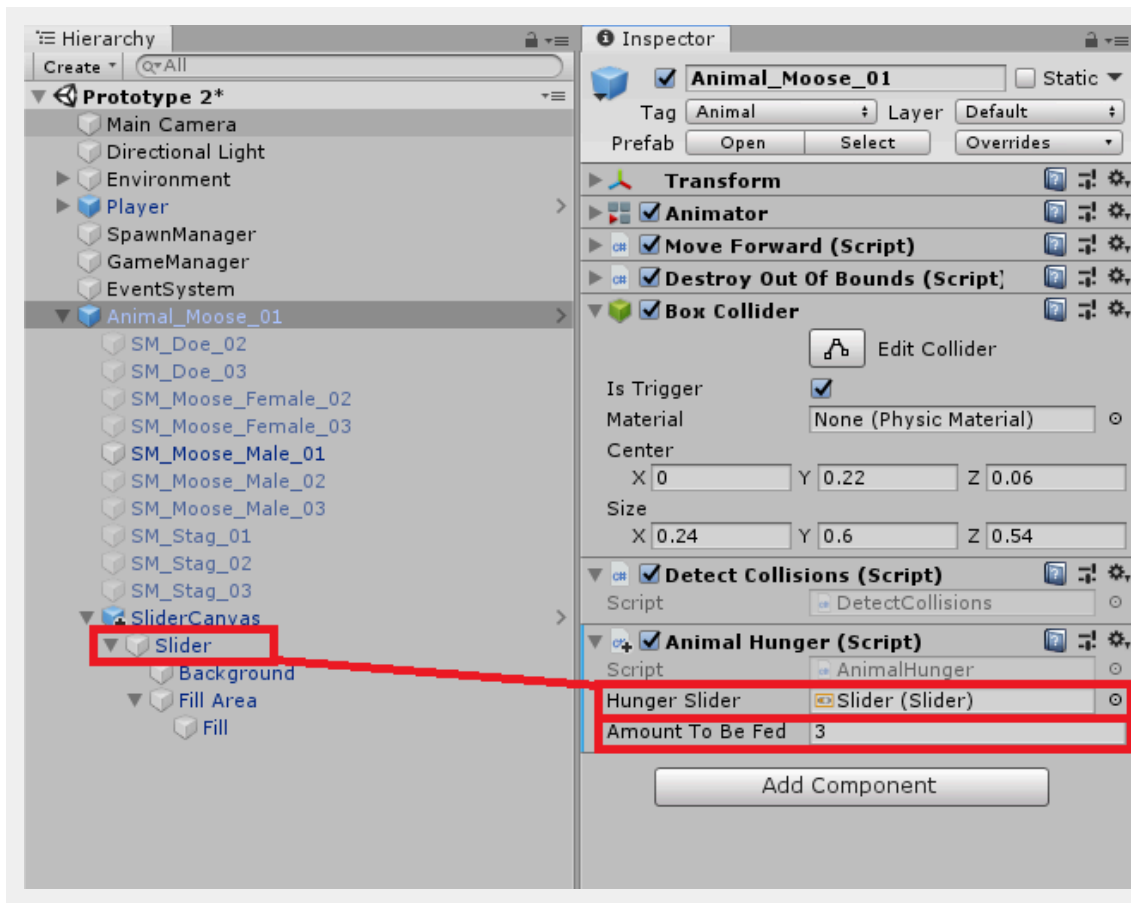 Hierarchy
Create
All
Prototype 2*
Main Camera
Directional Light
Environment
Player
SpawnManager
GameManager
EventSystem
Animal_Moose_01
SM_Doe_02
SM_Doe_03
SM_Moose_Female_02
SM_Moose_Female_03
SM_Moose_Male_01
SM_Moose_Male_02
SM_Moose_Male_03
SM_Stag_01
SM_Stag_02
SM_Stag_03
SliderCanvas
Slider
Background
Fill Area
Fill
Inspector
Animal_Moose_01 Static
Tag Animal Layer Default
Prefab Open Select Overrides
Transform
Animator
Move Forward (Script)
Destroy Out Of Bounds (Script)
Box Collider
Edit Collider
Is Trigger
Material None (Physic Material)
Center
X 0 Y 0.22 Z 0.06
Size
X 0.24 Y 0.6 Z 0.54
Detect Collisions (Script)
Script DetectCollisions
Animal Hunger (Script)
Script AnimalHunger
Hunger Slider Slider (Slider)
Amount To Be Fed 3
Add Component